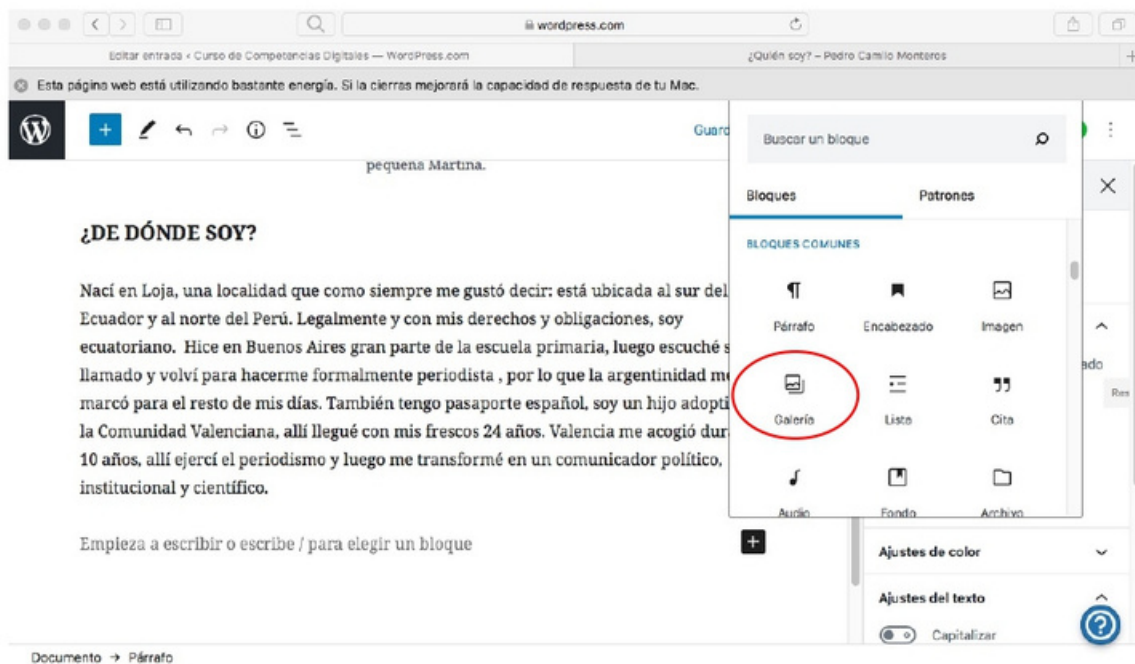 wordpress.com
Editar entrada ‹ Curso de Competencias Digitales — WordPress.com
¿Quién soy? – Pedro Camilo Monteros
Esta página web está utilizando bastante energía. Si la cierras mejorará la capacidad de respuesta de tu Mac.
Guard
Buscar un bloque
Bloques
Patrones
BLOQUES COMUNES
Párrafo
Encabezado
Imagen
Galería
Lista
Cita
Audio
Fondo
Archivo
pequeña Martina.
¿DE DÓNDE SOY?
Nací en Loja, una localidad que como siempre me gustó decir: está ubicada al sur del
Ecuador y al norte del Perú. Legalmente y con mis derechos y obligaciones, soy
ecuatoriano. Hice en Buenos Aires gran parte de la escuela primaria, luego escuché s
llamado y volví para hacerme formalmente periodista , por lo que la argentinidad m
marcó para el resto de mis días. También tengo pasaporte español, soy un hijo adopti
la Comunidad Valenciana, allí llegué con mis frescos 24 años. Valencia me acogió dur
10 años, allí ejercí el periodismo y luego me transformé en un comunicador político,
institucional y científico.
Empieza a escribir o escribe / para elegir un bloque
ado
Res
Ajustes de color
Ajustes del texto
Capitalizar
Documento → Párrafo